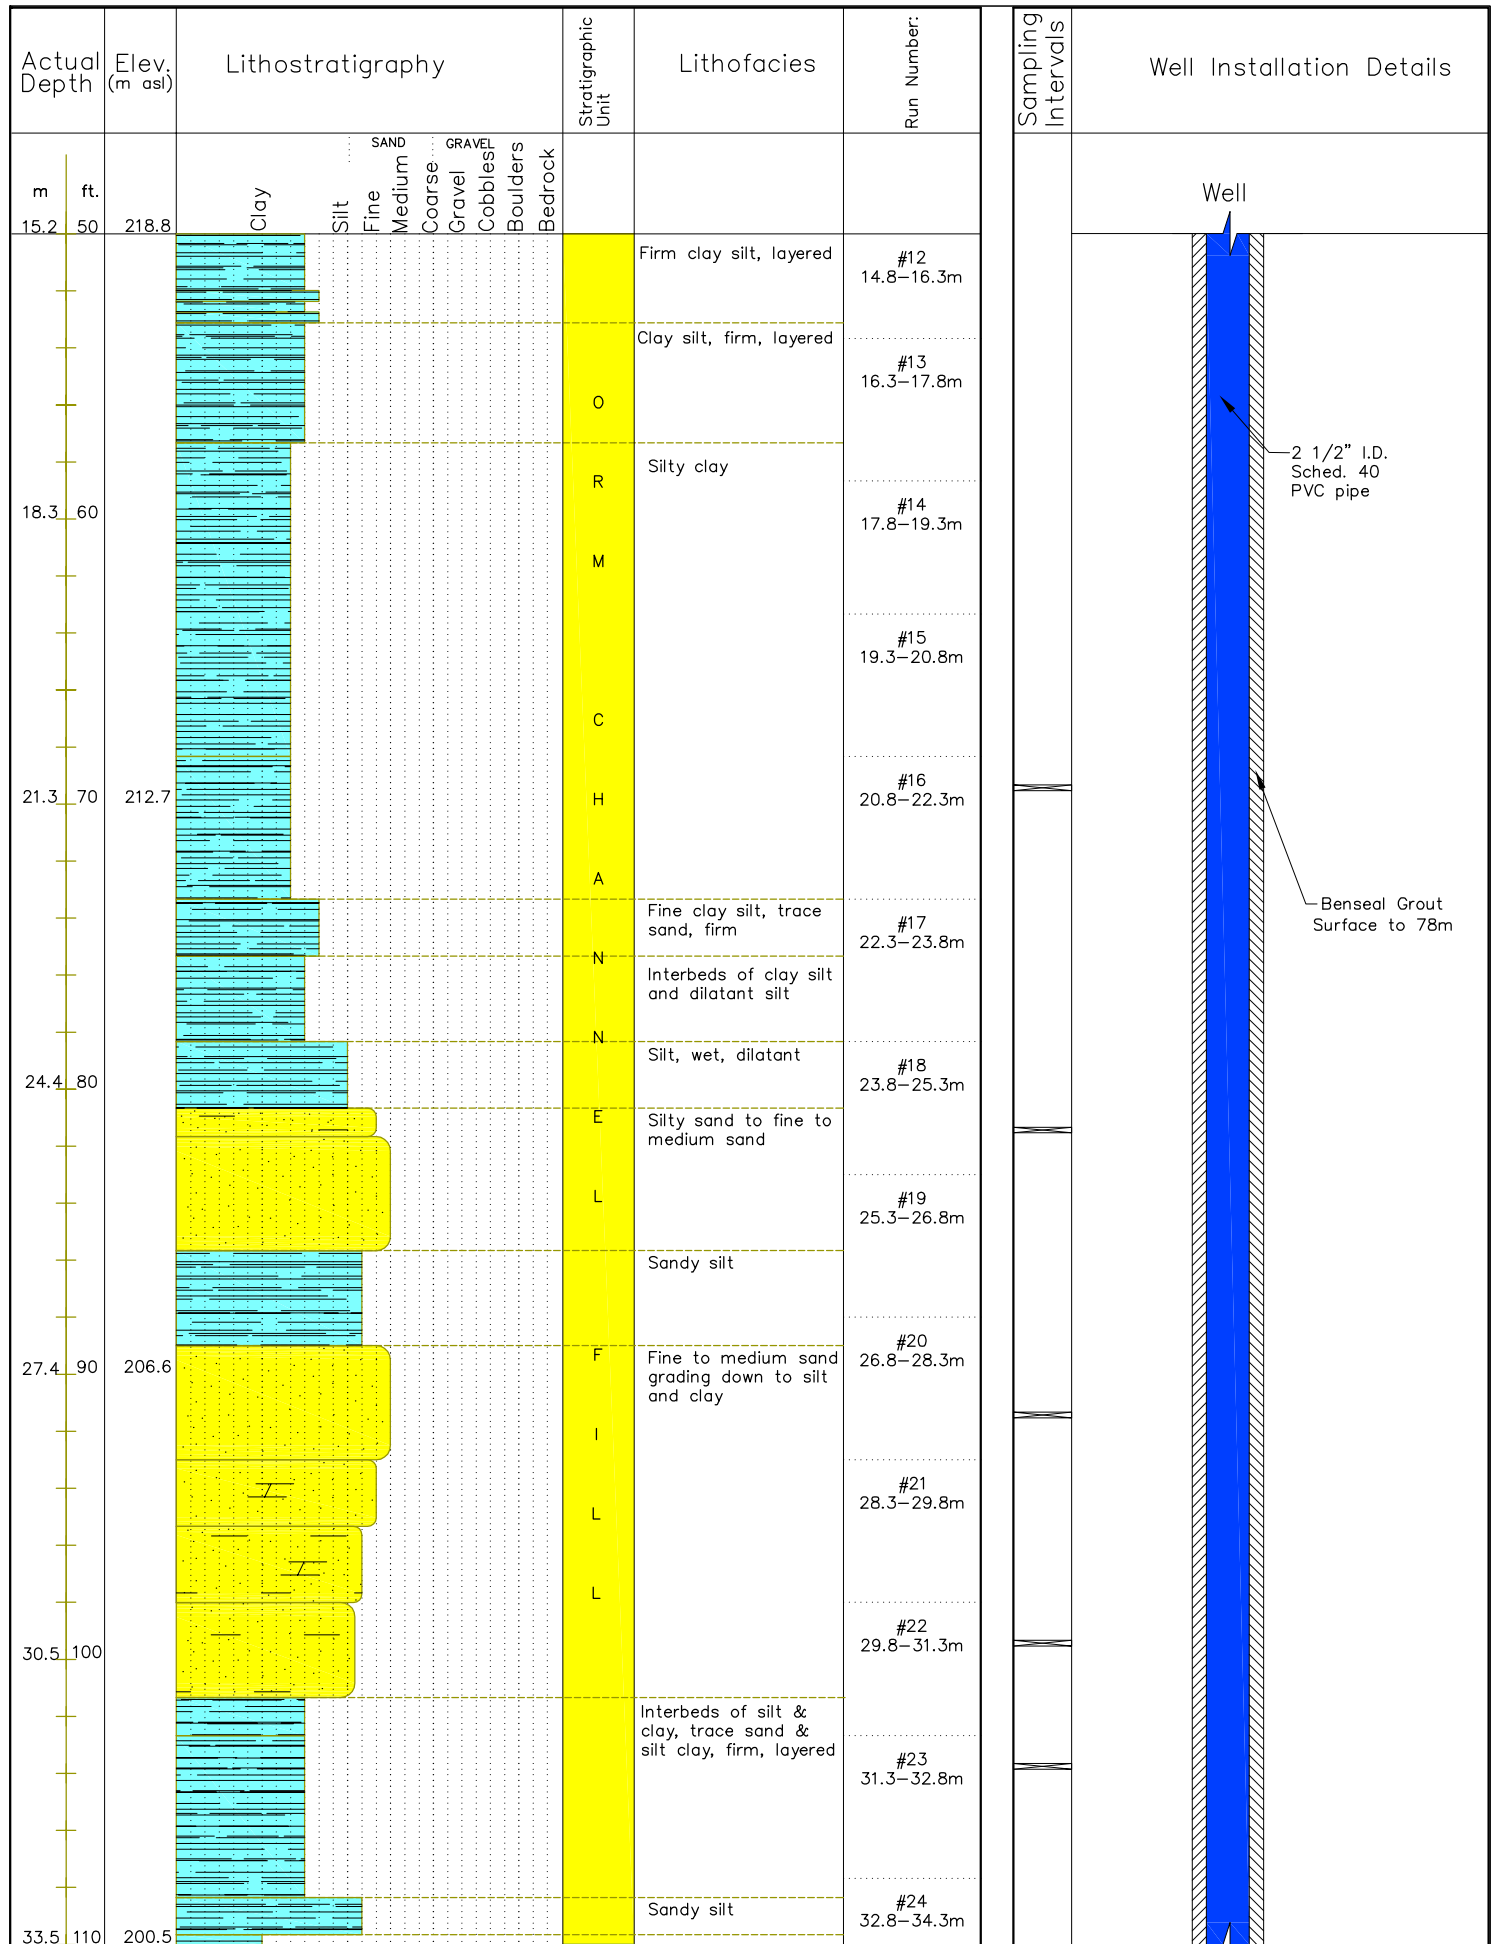 Actual
Depth
Elev.
(m asl)
Lithostratigraphy
Stratigraphic
Unit
Lithofacies
Run Number:
Sampling
Intervals
Well Installation Details
m
ft.
SAND
GRAVEL
Clay
Silt
Fine
Medium
Coarse
Gravel
Cobbles
Boulders
Bedrock
Well
15.2 50 218.8
18.3 60
21.3 70 212.7
24.4 80
27.4 90 206.6
30.5 100
33.5 110 200.5
O
R
M
C
H
A
N
N
E
L
F
I
L
L
Firm clay silt, layered
Clay silt, firm, layered
Silty clay
Fine clay silt, trace
sand, firm
Interbeds of clay silt
and dilatant silt
Silt, wet, dilatant
Silty sand to fine to
medium sand
Sandy silt
Fine to medium sand
grading down to silt
and clay
Interbeds of silt &
clay, trace sand &
silt clay, firm, layered
Sandy silt
#12
14.8–16.3m
#13
16.3–17.8m
#14
17.8–19.3m
#15
19.3–20.8m
#16
20.8–22.3m
#17
22.3–23.8m
#18
23.8–25.3m
#19
25.3–26.8m
#20
26.8–28.3m
#21
28.3–29.8m
#22
29.8–31.3m
#23
31.3–32.8m
#24
32.8–34.3m
2 1/2" I.D.
Sched. 40
PVC pipe
Benseal Grout
Surface to 78m